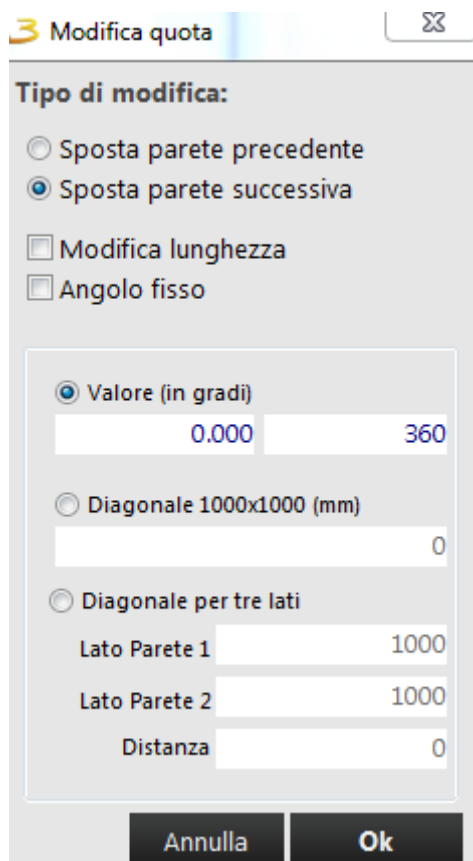 Modifica quota
Tipo di modifica:
Sposta parete precedente
Sposta parete successiva
Modifica lunghezza
Angolo fisso
Valore (in gradi)
0.000 360
Diagonale 1000x1000 (mm)
0
Diagonale per tre lati
Lato Parete 1 1000
Lato Parete 2 1000
Distanza 0
Annulla Ok